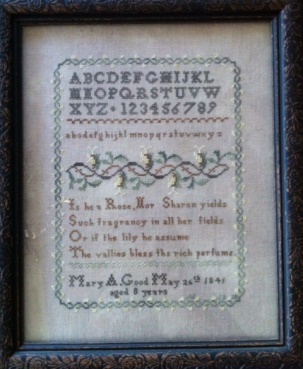 ABCDEFGHIJKL
MNOPQRSTUVW
XYZ 123456789
abcdefghijklmnopqrstuvwxyz
Is he a Rose, Nor Sharan yields
Such fragrancy in all her fields
Or if the lily he assume
The vallies bless the rich perfume.
Mary A. Good May 26th 1841
aged 8 years